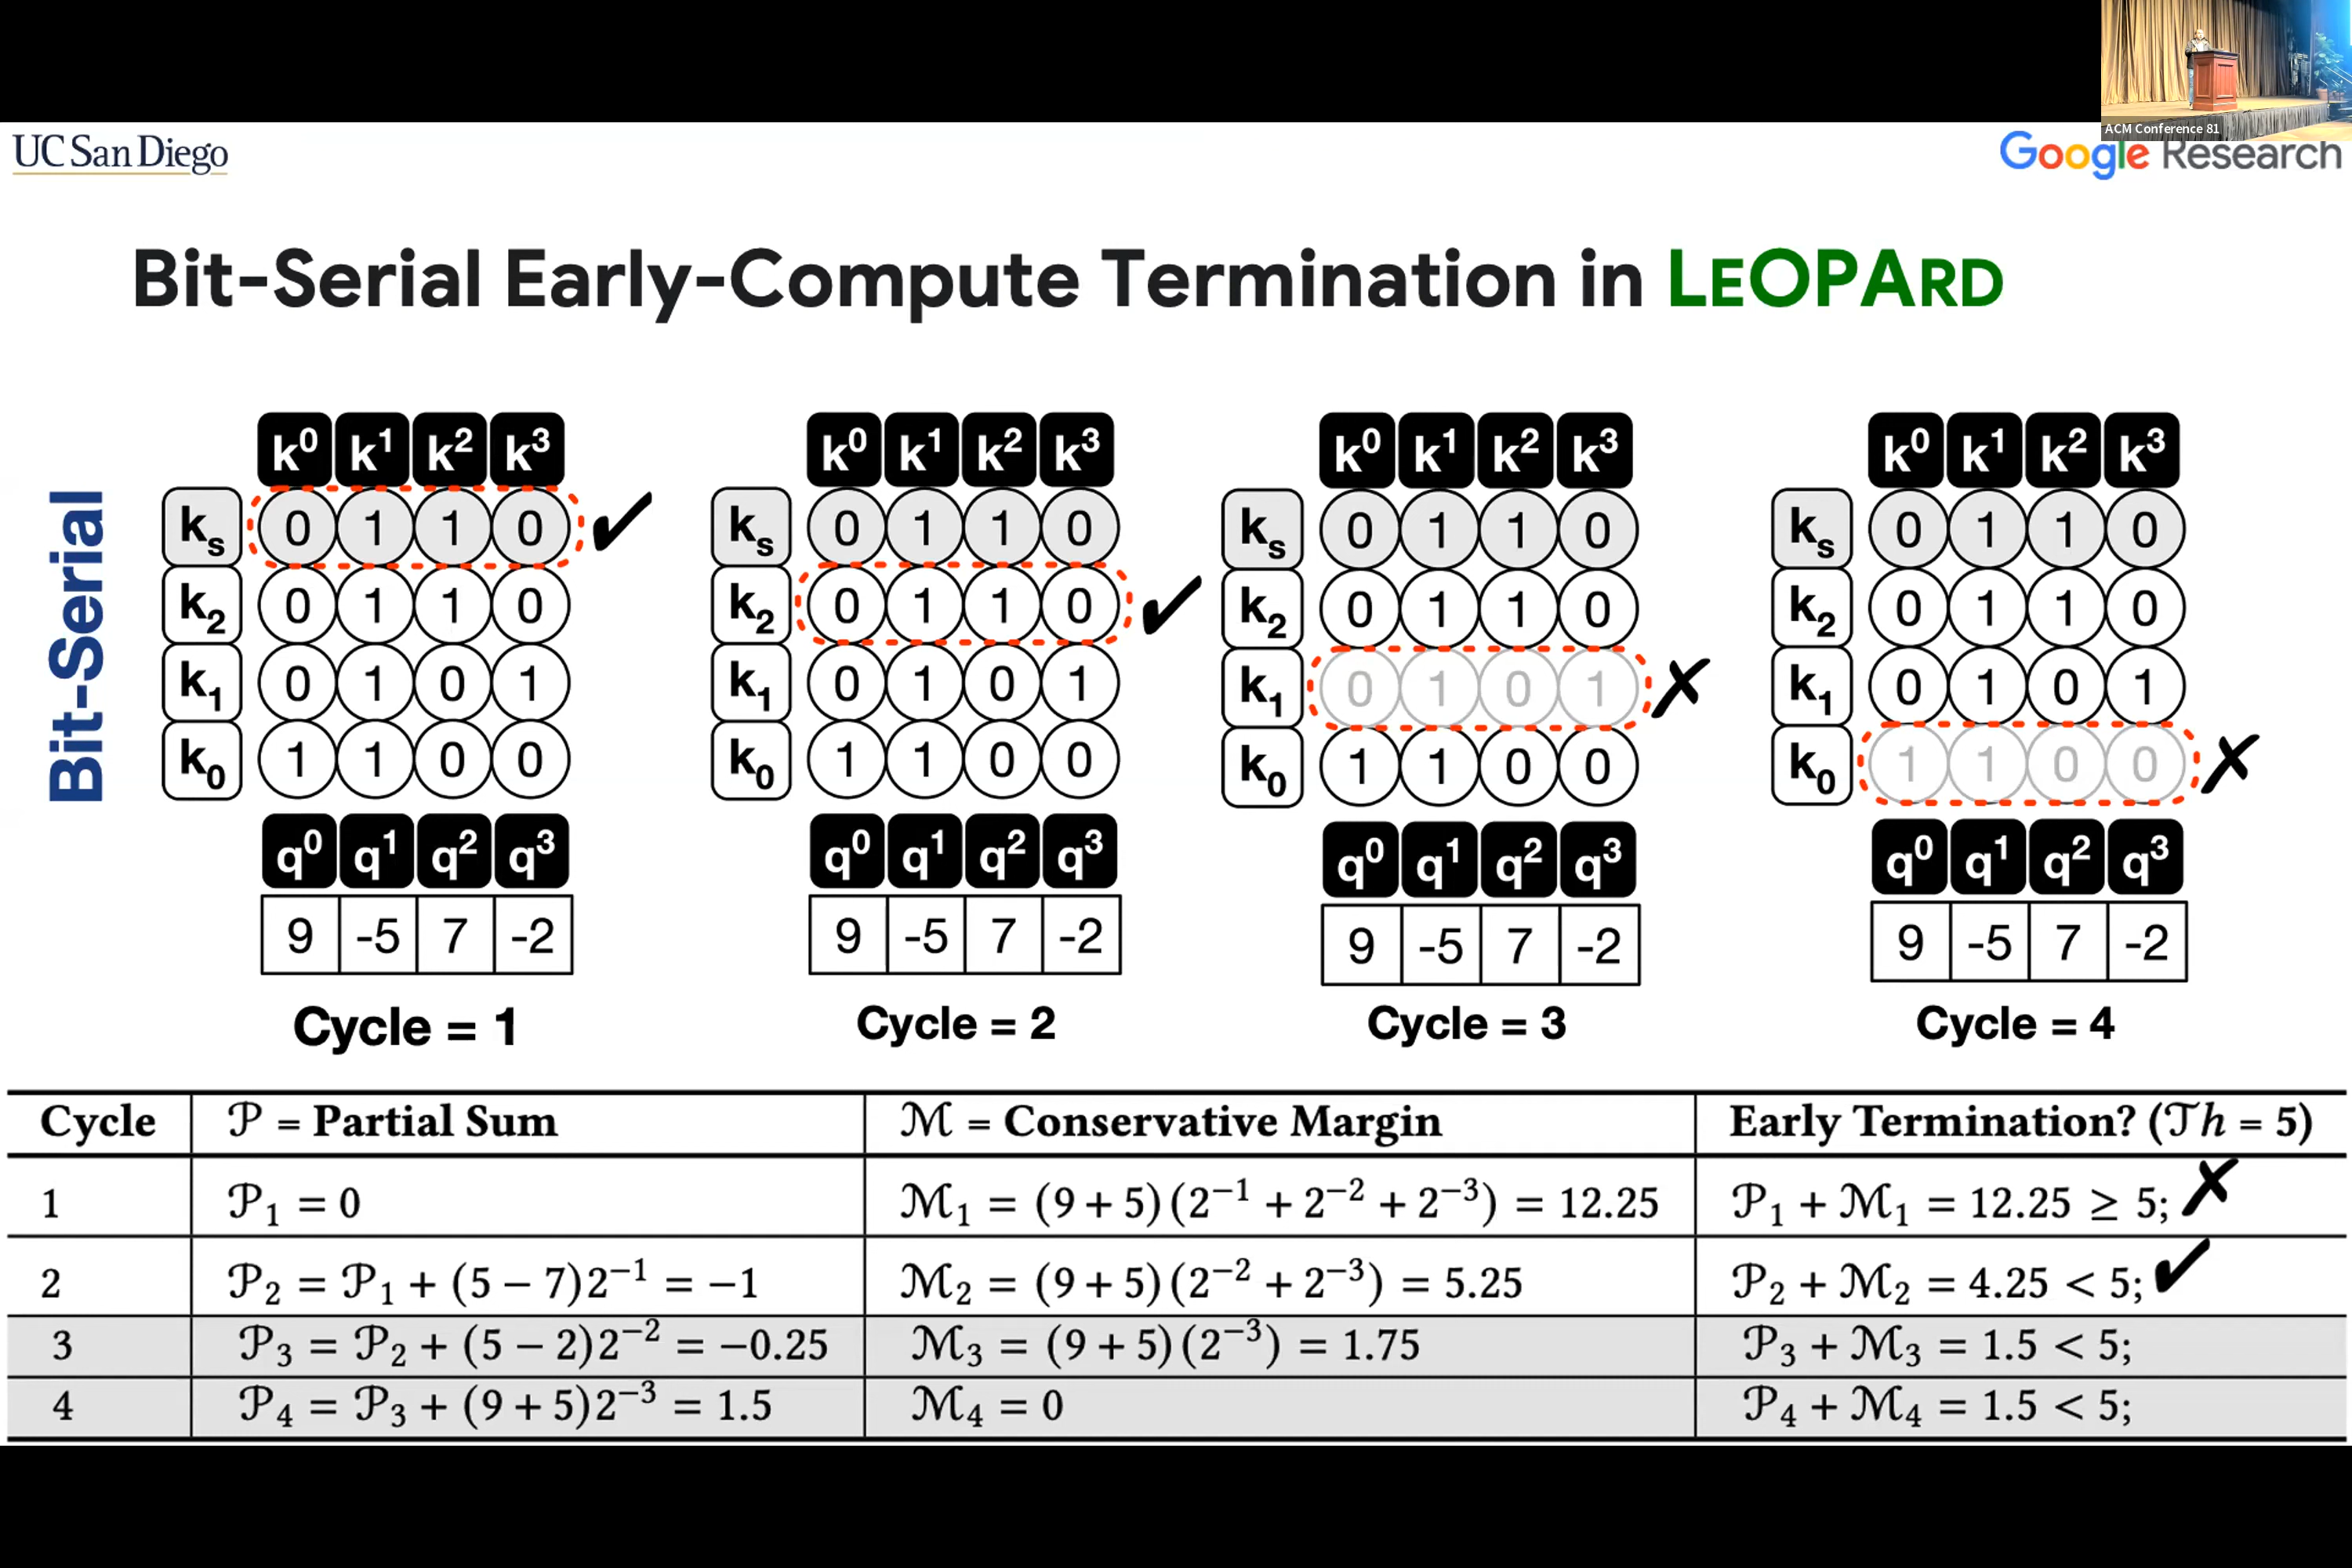 ACM Conference 81
UC San Diego
Google Research
Bit-Serial Early-Compute Termination in LEOPARD
Bit-Serial
k⁰ k¹ k² k³
kₛ 0 1 1 0 ✓
k₂ 0 1 1 0
k₁ 0 1 0 1
k₀ 1 1 0 0
q⁰ q¹ q² q³
9 -5 7 -2
Cycle = 1
k⁰ k¹ k² k³
kₛ 0 1 1 0
k₂ 0 1 1 0 ✓
k₁ 0 1 0 1
k₀ 1 1 0 0
q⁰ q¹ q² q³
9 -5 7 -2
Cycle = 2
k⁰ k¹ k² k³
kₛ 0 1 1 0
k₂ 0 1 1 0
k₁ 0 1 0 1 ✗
k₀ 1 1 0 0
q⁰ q¹ q² q³
9 -5 7 -2
Cycle = 3
k⁰ k¹ k² k³
kₛ 0 1 1 0
k₂ 0 1 1 0
k₁ 0 1 0 1
k₀ 1 1 0 0 ✗
q⁰ q¹ q² q³
9 -5 7 -2
Cycle = 4
Cycle 𝒫 = Partial Sum ℳ = Conservative Margin Early Termination? (𝒯h = 5)
1 𝒫₁ = 0 ℳ₁ = (9 + 5)(2⁻¹ + 2⁻² + 2⁻³) = 12.25 𝒫₁ + ℳ₁ = 12.25 ≥ 5; ✗
2 𝒫₂ = 𝒫₁ + (5 − 7)2⁻¹ = −1 ℳ₂ = (9 + 5)(2⁻² + 2⁻³) = 5.25 𝒫₂ + ℳ₂ = 4.25 < 5; ✓
3 𝒫₃ = 𝒫₂ + (5 − 2)2⁻² = −0.25 ℳ₃ = (9 + 5)(2⁻³) = 1.75 𝒫₃ + ℳ₃ = 1.5 < 5;
4 𝒫₄ = 𝒫₃ + (9 + 5)2⁻³ = 1.5 ℳ₄ = 0 𝒫₄ + ℳ₄ = 1.5 < 5;